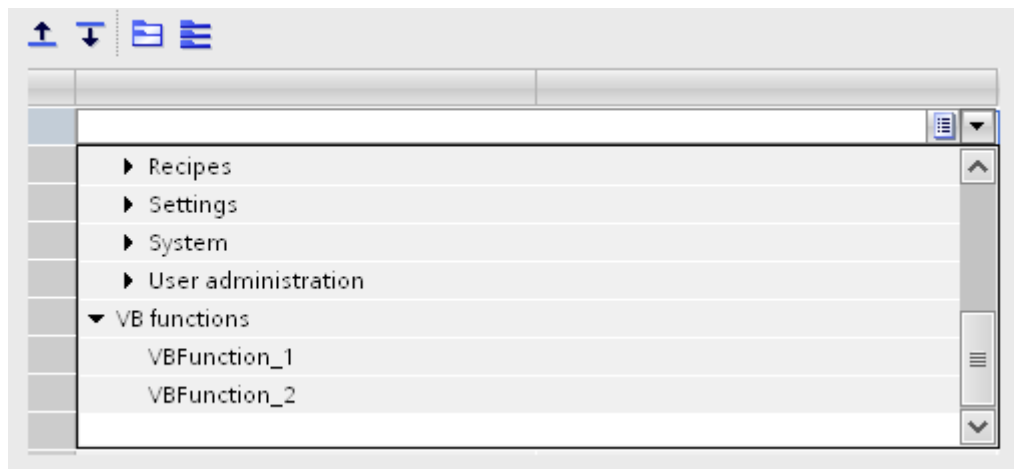 Recipes
Settings
System
User administration
VB functions
VBFunction_1
VBFunction_2